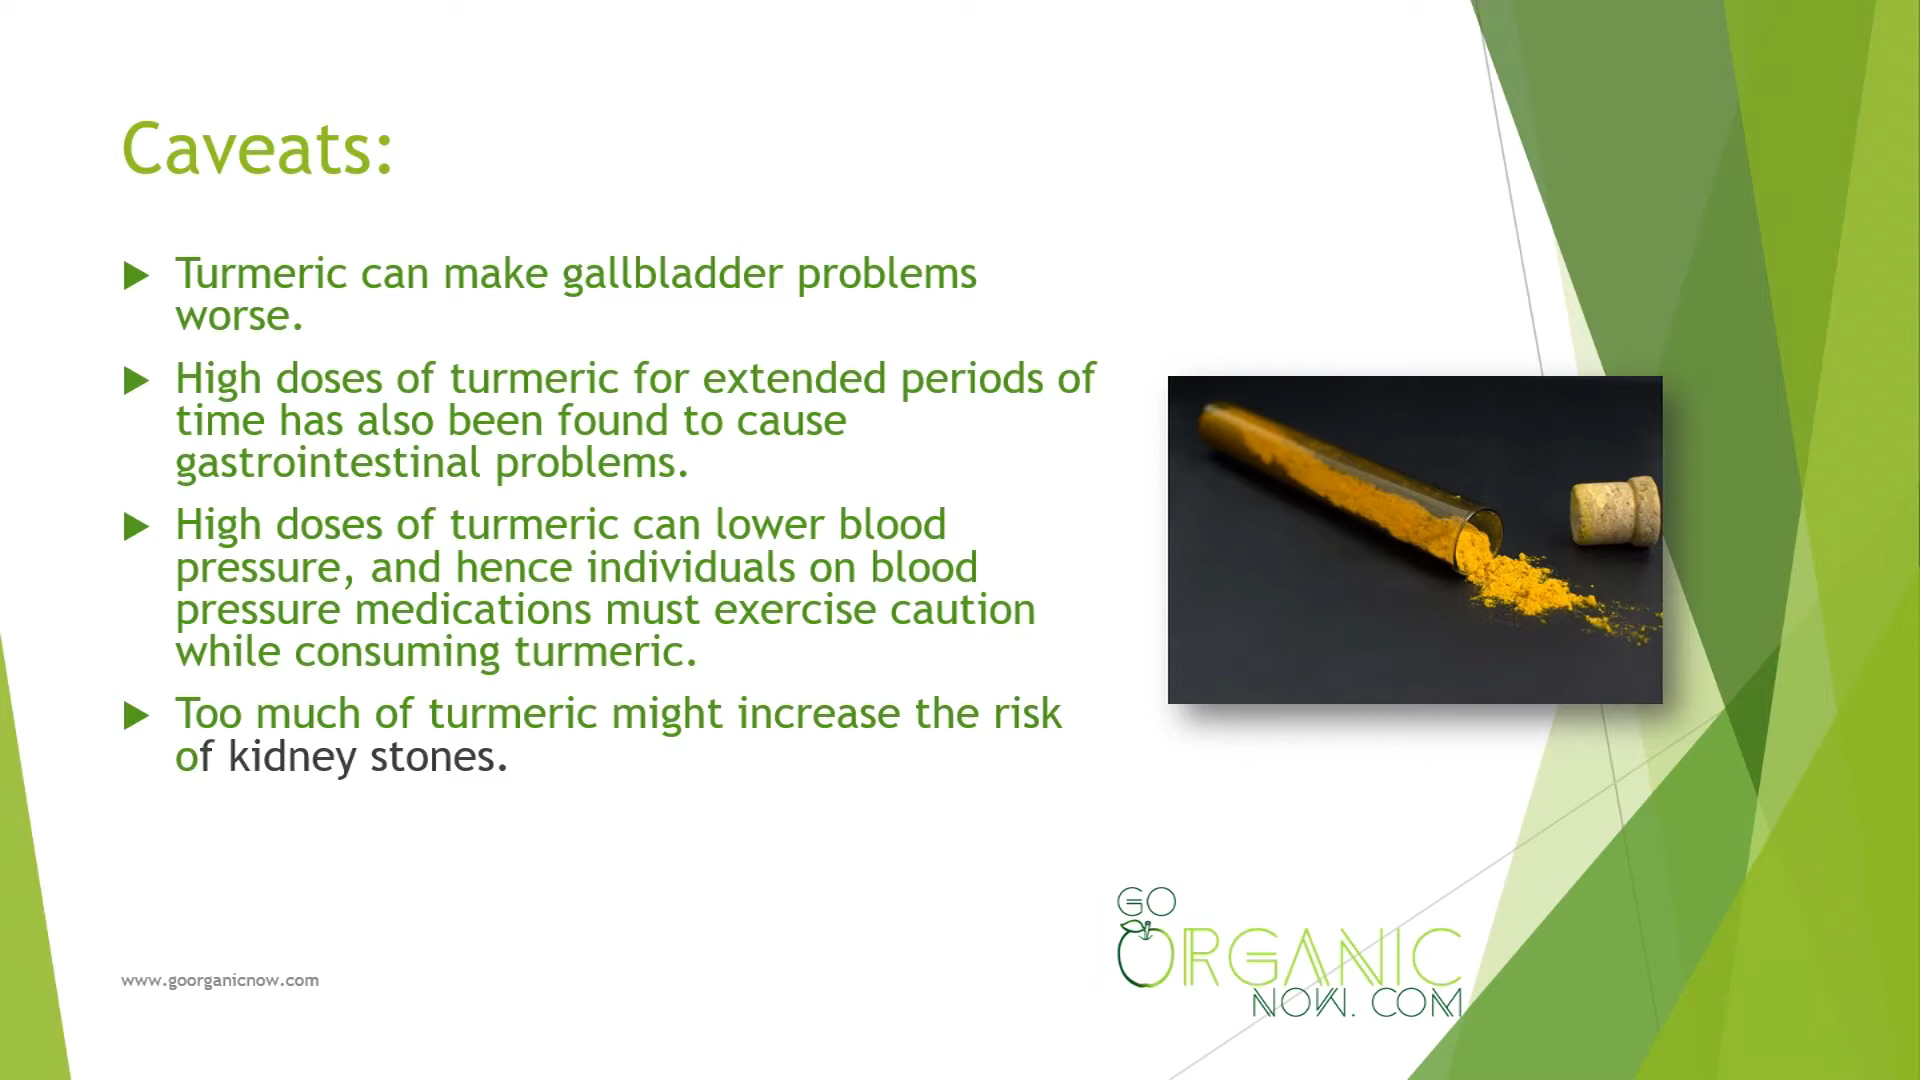 Caveats:
Turmeric can make gallbladder problems
worse.
High doses of turmeric for extended periods of
time has also been found to cause
gastrointestinal problems.
High doses of turmeric can lower blood
pressure, and hence individuals on blood
pressure medications must exercise caution
while consuming turmeric.
Too much of turmeric might increase the risk
of kidney stones.
GO
ORGANIC
NOW. COM
www.goorganicnow.com